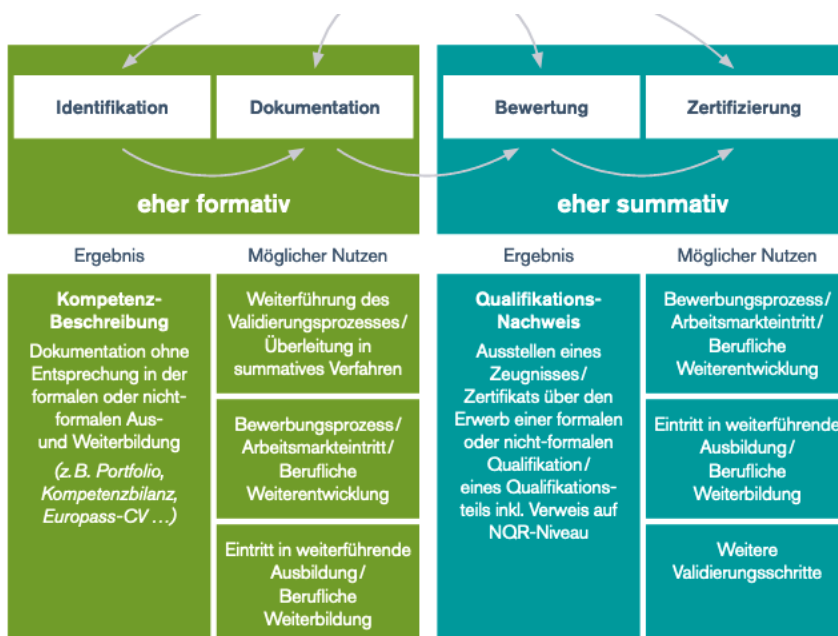 Identifikation
Dokumentation
Bewertung
Zertifizierung
eher formativ
eher summativ
Ergebnis
Möglicher Nutzen
Ergebnis
Möglicher Nutzen
Kompetenz-
Beschreibung
Dokumentation ohne
Entsprechung in der
formalen oder nicht-
formalen Aus-
und Weiterbildung
(z. B. Portfolio,
Kompetenzbilanz,
Europass-CV …)
Weiterführung des
Validierungsprozesses/
Überleitung in
summatives Verfahren
Bewerbungsprozess/
Arbeitsmarkteintritt/
Berufliche
Weiterentwicklung
Eintritt in weiterführende
Ausbildung/
Berufliche
Weiterbildung
Qualifikations-
Nachweis
Ausstellen eines
Zeugnisses/
Zertifikats über den
Erwerb einer formalen
oder nicht-formalen
Qualifikation/
eines Qualifikations-
teils inkl. Verweis auf
NQR-Niveau
Bewerbungsprozess/
Arbeitsmarkteintritt/
Berufliche
Weiterentwicklung
Eintritt in weiterführende
Ausbildung/
Berufliche
Weiterbildung
Weitere
Validierungsschritte